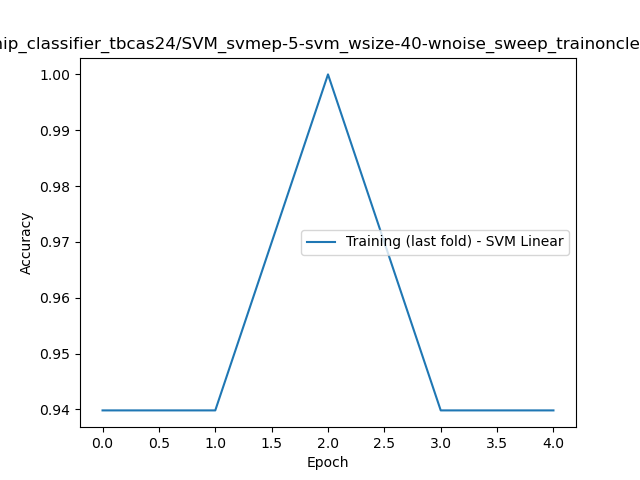 hip_classifier_tbcas24/SVM_svmep-5-svm_wsize-40-wnoise_sweep_trainoncle
1.00
0.99
0.98
0.97
0.96
0.95
0.94
Accuracy
Training (last fold) - SVM Linear
0.0 0.5 1.0 1.5 2.0 2.5 3.0 3.5 4.0
Epoch